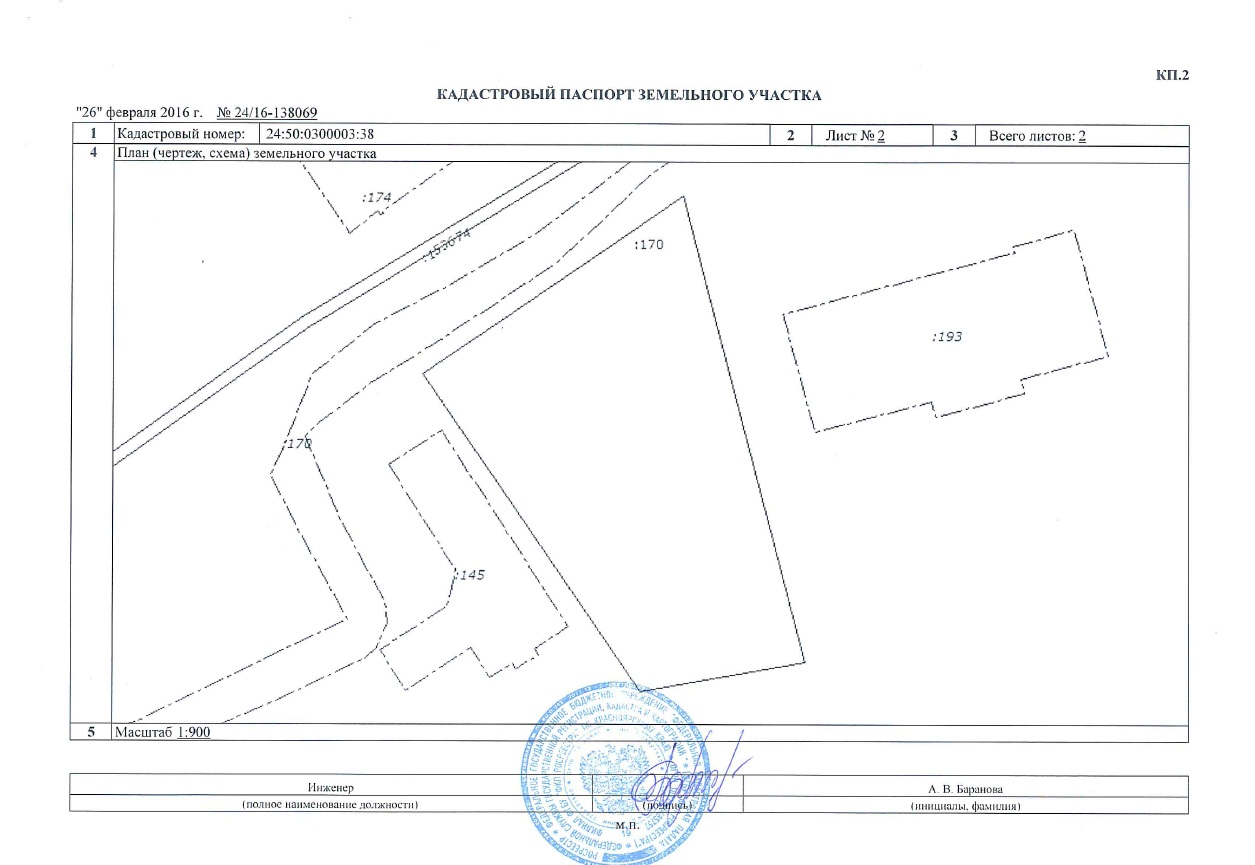 КП.2
КАДАСТРОВЫЙ ПАСПОРТ ЗЕМЕЛЬНОГО УЧАСТКА
"26" февраля 2016 г. № 24/16-138069
1 Кадастровый номер: 24:50:0300003:38 2 Лист № 2 3 Всего листов: 2
4 План (чертеж, схема) земельного участка
:174
:153674
:170
:193
:170
:145
5 Масштаб 1:900
Инженер А. В. Баранова
(полное наименование должности) (подпись) (инициалы, фамилия)
М.П.